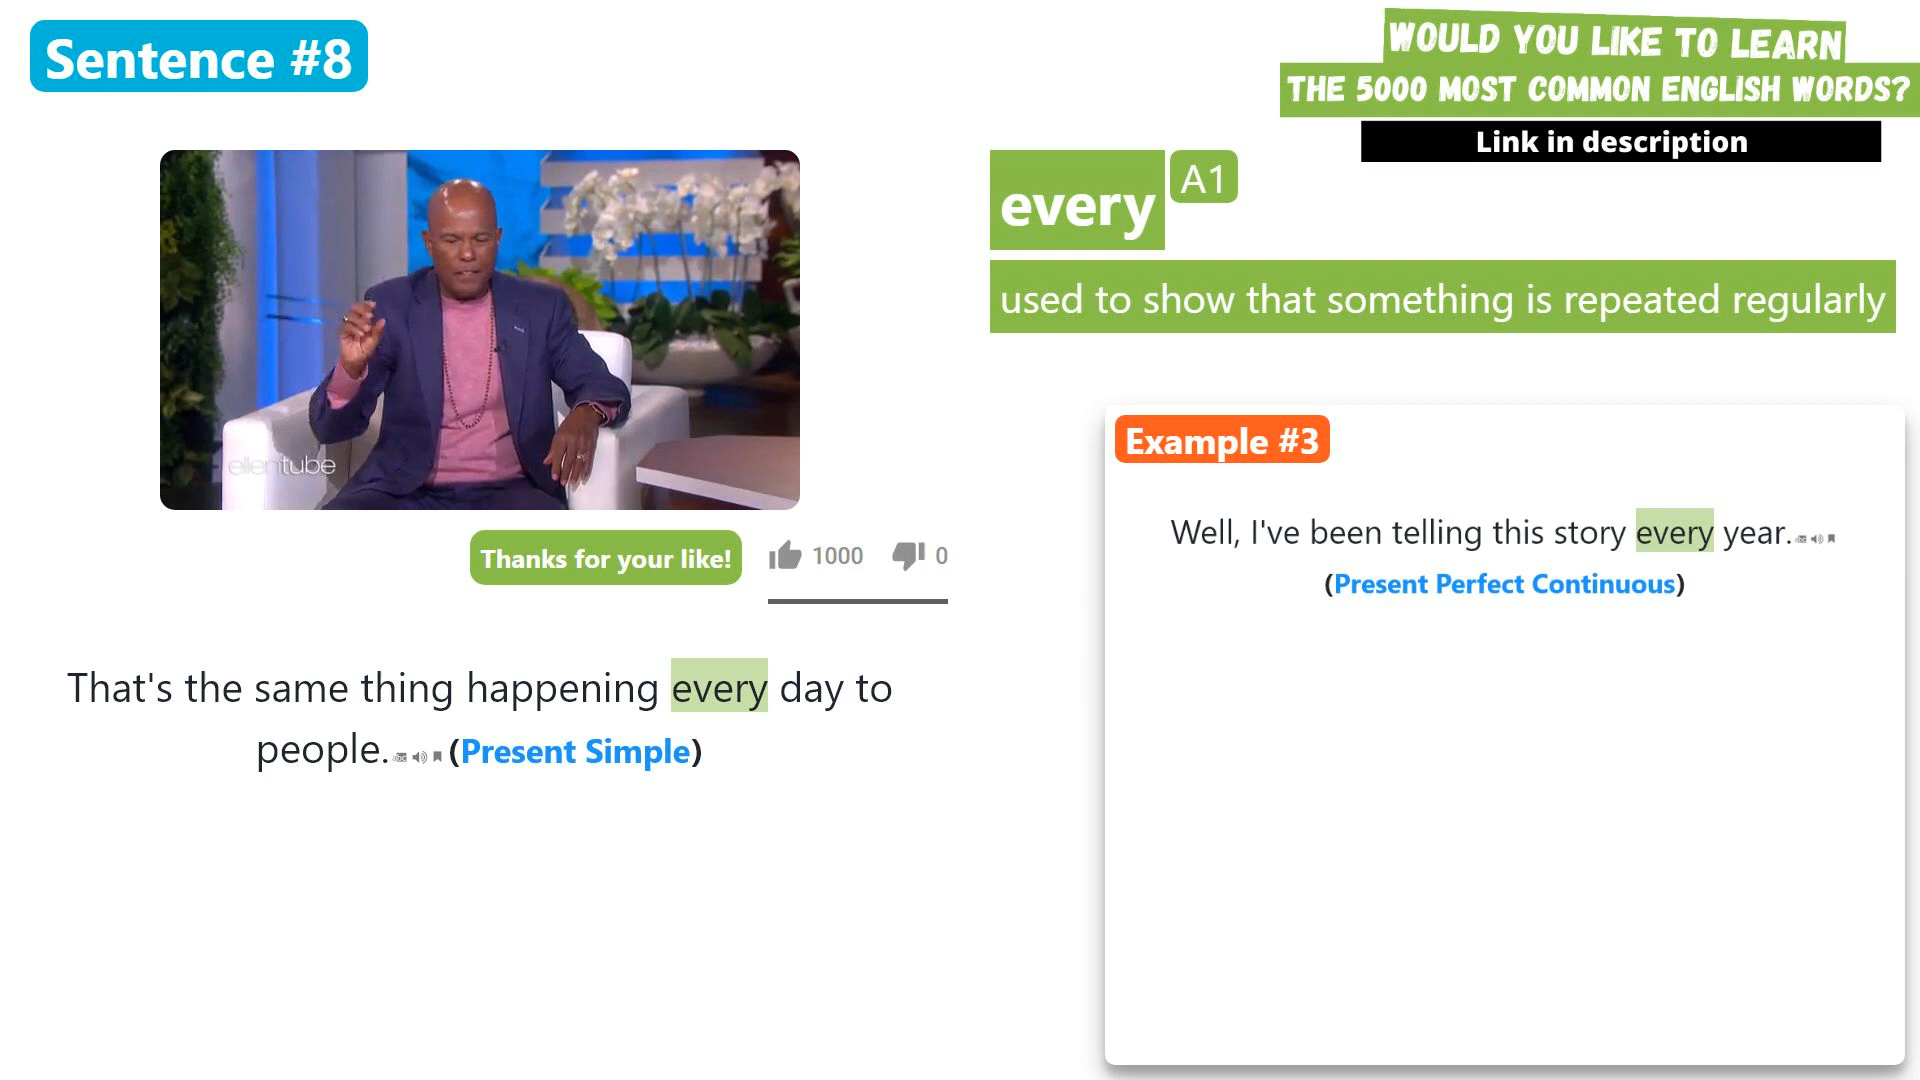 Sentence #8
WOULD YOU LIKE TO LEARN
THE 5000 MOST COMMON ENGLISH WORDS?
Link in description
every A1
used to show that something is repeated regularly
ellentube
Thanks for your like! 1000 0
That's the same thing happening every day to
people. (Present Simple)
Example #3
Well, I've been telling this story every year.
(Present Perfect Continuous)